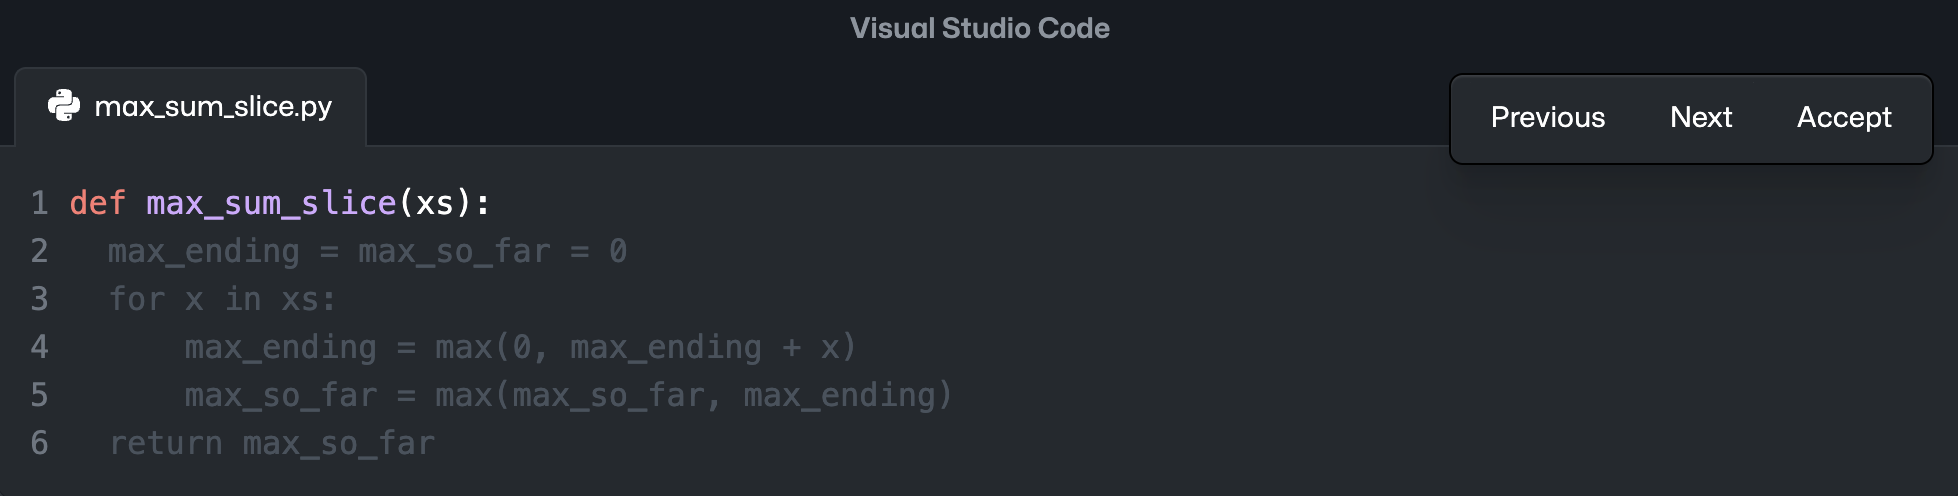 Visual Studio Code
max_sum_slice.py
Previous Next Accept
1 def max_sum_slice(xs):
2   max_ending = max_so_far = 0
3   for x in xs:
4       max_ending = max(0, max_ending + x)
5       max_so_far = max(max_so_far, max_ending)
6   return max_so_far